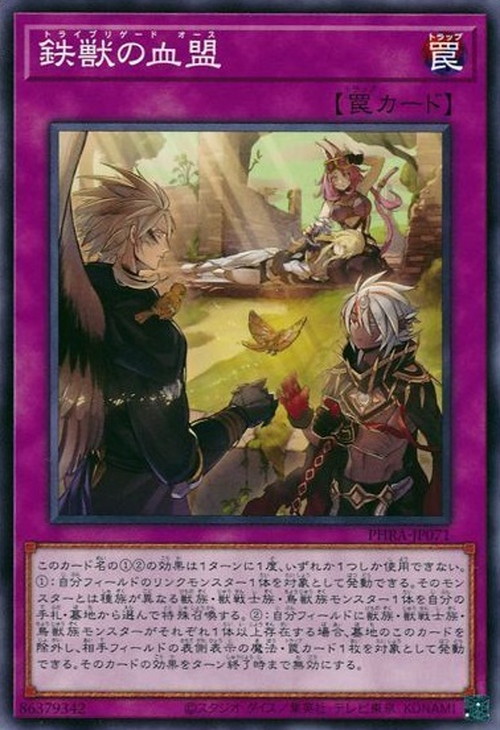 トライブリゲード オース
鉄獣の血盟
トラップ
罠
【罠カード】
PHRA-JP071
このカード名の①②の効果は1ターンに1度、いずれか1つしか使用できない。
①:自分フィールドのリンクモンスター1体を対象として発動できる。そのモン
スターとは種族が異なる獣族・獣戦士族・鳥獣族モンスター1体を自分の
手札・墓地から選んで特殊召喚する。②:自分フィールドに獣族・獣戦士族・
鳥獣族モンスターがそれぞれ1体以上存在する場合、墓地のこのカードを
除外し、相手フィールドの表側表示の魔法・罠カード1枚を対象として発動
できる。そのカードの効果をターン終了時まで無効にする。
86379342
©スタジオ・ダイス/集英社・テレビ東京・KONAMI